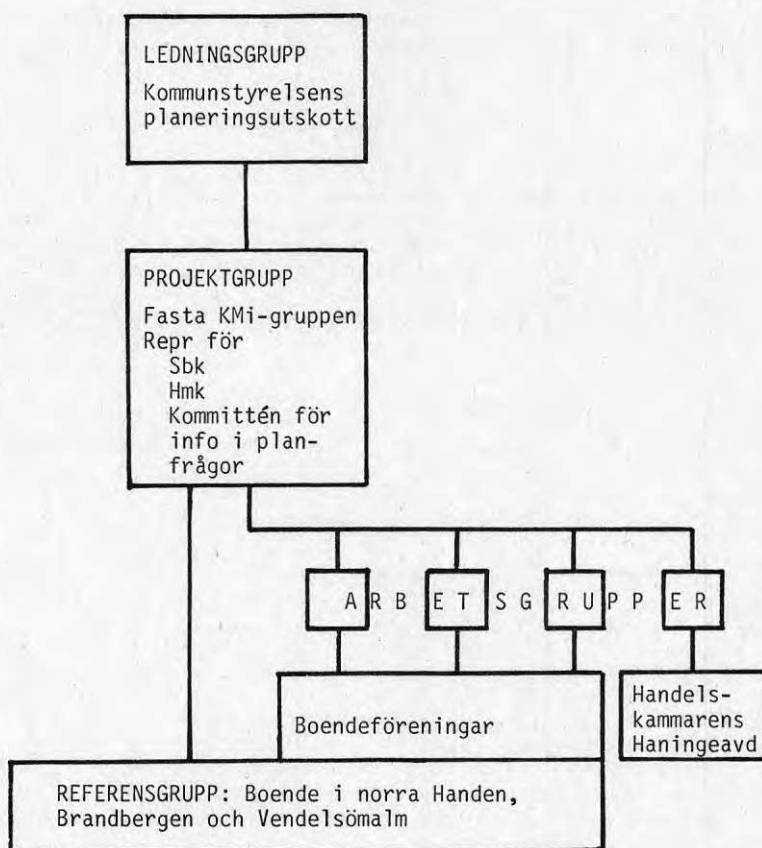 LEDNINGSGRUPP
Kommunstyrelsens
planeringsutskott
PROJEKTGRUPP
Fasta KMi-gruppen
Repr för
Sbk
Hmk
Kommittén för
info i plan-
frågor
ARBETSGRUPPER
Boendeföreningar
Handels-
kammarens
Haningeavd
REFERENSGRUPP: Boende i norra Handen,
Brandbergen och Vendelsömalm